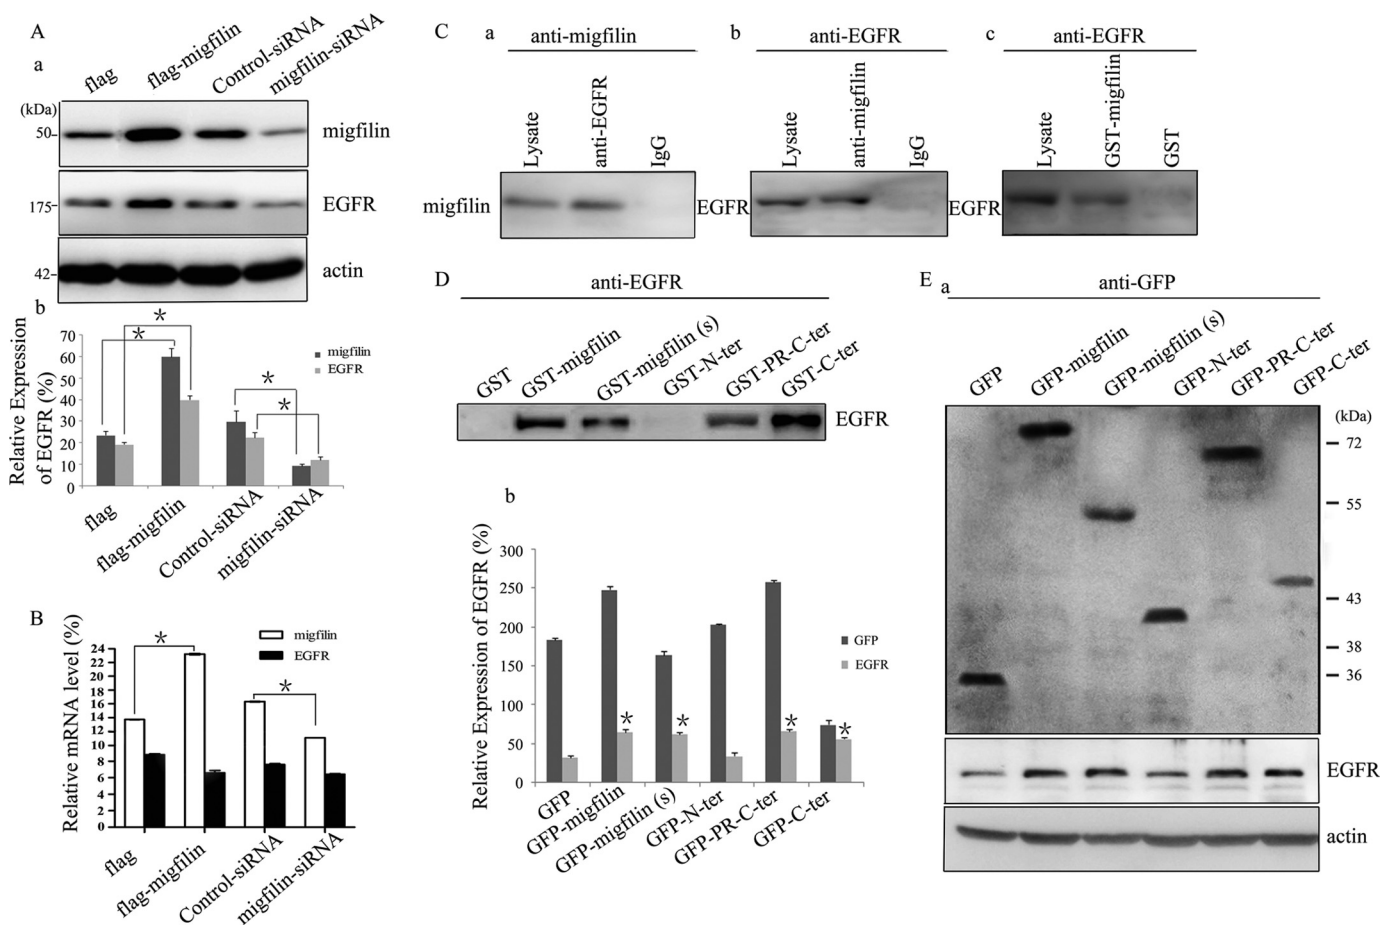 A
a
flag
flag-migfilin
Control-siRNA
migfilin-siRNA
(kDa)
50
migfilin
175
EGFR
42
actin
b
Relative Expression
of EGFR (%)
70
60
50
40
30
20
10
0
* * * *
migfilin
EGFR
flag
flag-migfilin
Control-siRNA
migfilin-siRNA
B
Relative mRNA level (%)
24
22
20
18
16
14
12
10
8
6
4
2
0
* *
migfilin
EGFR
flag
flag-migfilin
Control-siRNA
migfilin-siRNA
C
a
anti-migfilin
Lysate
anti-EGFR
IgG
migfilin
b
anti-EGFR
Lysate
anti-migfilin
IgG
EGFR
c
anti-EGFR
Lysate
GST-migfilin
GST
EGFR
D
anti-EGFR
GST
GST-migfilin
GST-migfilin (s)
GST-N-ter
GST-PR-C-ter
GST-C-ter
EGFR
E
a
anti-GFP
GFP
GFP-migfilin
GFP-migfilin (s)
GFP-N-ter
GFP-PR-C-ter
GFP-C-ter
(kDa)
72
55
43
38
36
EGFR
actin
b
Relative Expression of EGFR (%)
300
250
200
150
100
50
0
* * * *
GFP
EGFR
GFP
GFP-migfilin
GFP-migfilin (s)
GFP-N-ter
GFP-PR-C-ter
GFP-C-ter